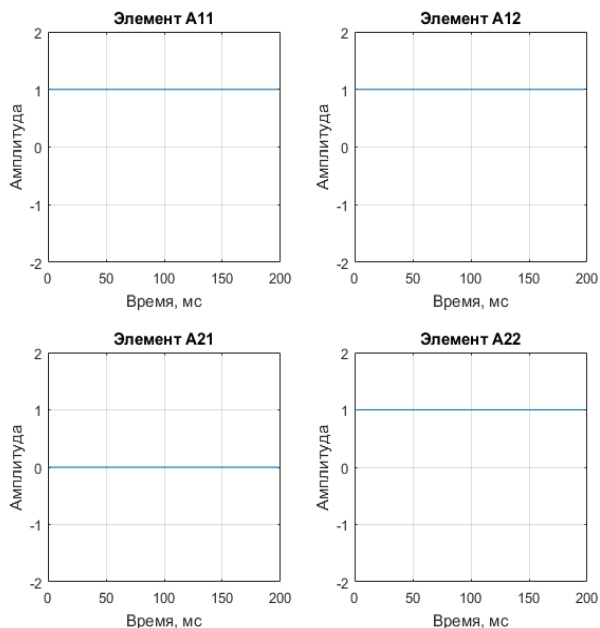 Элемент A11
Элемент A12
2
1
0
-1
-2
Амплитуда
0 50 100 150 200
Время, мс
2
1
0
-1
-2
Амплитуда
0 50 100 150 200
Время, мс
Элемент A21
Элемент A22
2
1
0
-1
-2
Амплитуда
0 50 100 150 200
Время, мс
2
1
0
-1
-2
Амплитуда
0 50 100 150 200
Время, мс